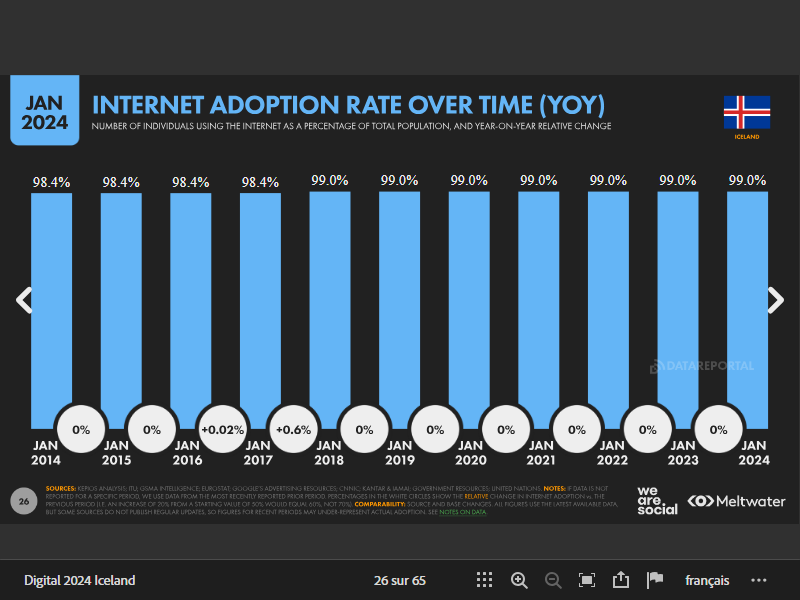 JAN
2024
INTERNET ADOPTION RATE OVER TIME (YOY)
NUMBER OF INDIVIDUALS USING THE INTERNET AS A PERCENTAGE OF TOTAL POPULATION, AND YEAR-ON-YEAR RELATIVE CHANGE
ICELAND
98.4% 98.4% 98.4% 98.4% 99.0% 99.0% 99.0% 99.0% 99.0% 99.0% 99.0%
DATAREPORTAL
0% 0% +0.02% +0.6% 0% 0% 0% 0% 0% 0%
JAN JAN JAN JAN JAN JAN JAN JAN JAN JAN JAN
2014 2015 2016 2017 2018 2019 2020 2021 2022 2023 2024
26
SOURCES: KEPIOS ANALYSIS; ITU; GSMA INTELLIGENCE; EUROSTAT; GOOGLE'S ADVERTISING RESOURCES; CNNIC; KANTAR & IAMAI; GOVERNMENT RESOURCES; UNITED NATIONS. NOTES: IF DATA IS NOT
REPORTED FOR A SPECIFIC PERIOD, WE USE DATA FROM THE MOST RECENTLY REPORTED PRIOR PERIOD. PERCENTAGES IN THE WHITE CIRCLES SHOW THE RELATIVE CHANGE IN INTERNET ADOPTION vs. THE
PREVIOUS PERIOD (I.E. AN INCREASE OF 20% FROM A STARTING VALUE OF 50% WOULD EQUAL 60%, NOT 70%). COMPARABILITY: SOURCE AND BASE CHANGES. ALL FIGURES USE THE LATEST AVAILABLE DATA,
BUT SOME SOURCES DO NOT PUBLISH REGULAR UPDATES, SO FIGURES FOR RECENT PERIODS MAY UNDER-REPRESENT ACTUAL ADOPTION. SEE NOTES ON DATA.
we
are.
social
Meltwater
Digital 2024 Iceland
26 sur 65
français